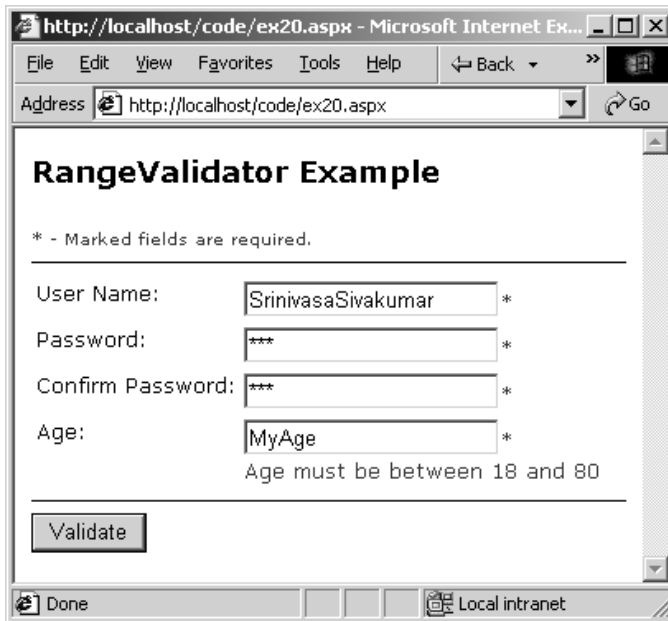 http://localhost/code/ex20.aspx - Microsoft Internet Ex...
File Edit View Favorites Tools Help Back »
Address http://localhost/code/ex20.aspx Go
RangeValidator Example
* - Marked fields are required.
User Name: SrinivasaSivakumar *
Password: *** *
Confirm Password: *** *
Age: MyAge *
Age must be between 18 and 80
Validate
Done Local intranet